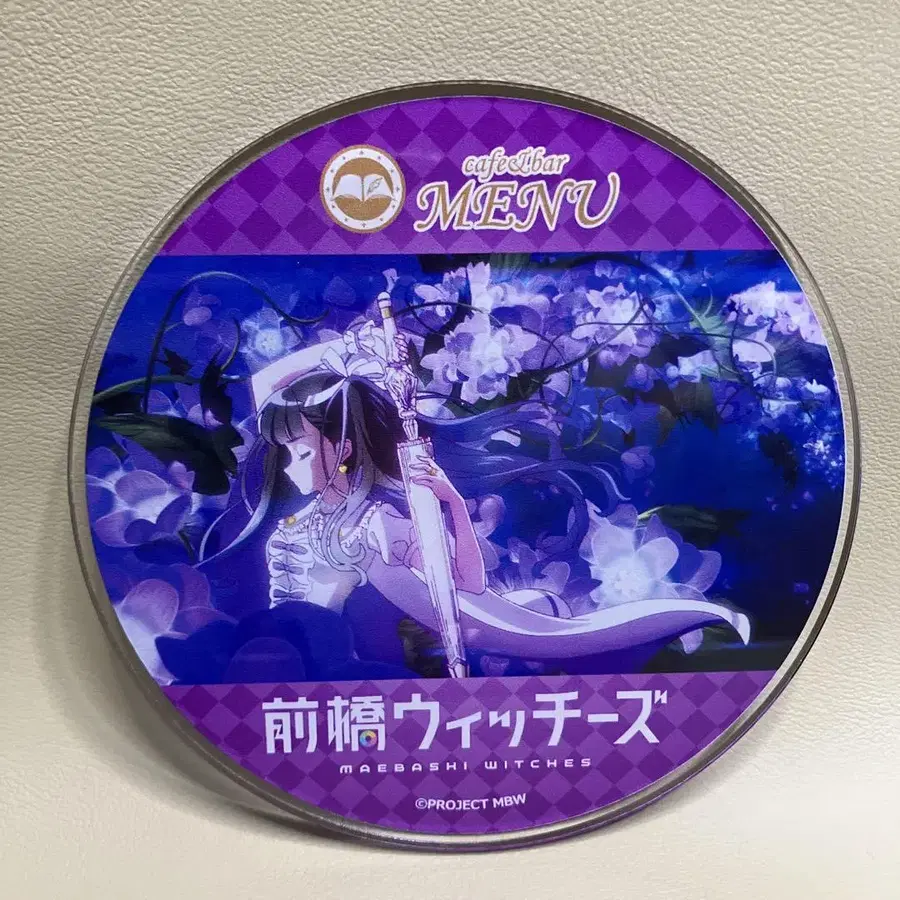 cafe&bar
MENU
前橋ウィッチーズ
MAEBASHI WITCHES
©PROJECT MBW